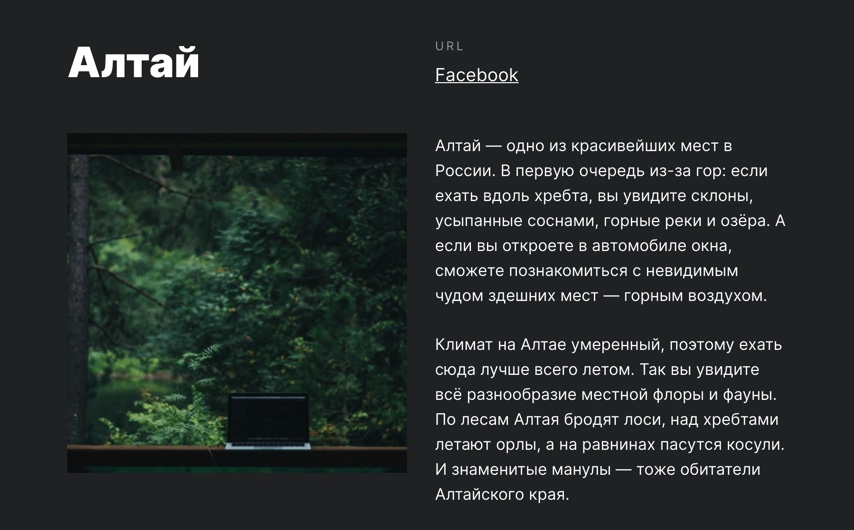 Алтай
URL
Facebook
Алтай — одно из красивейших мест в
России. В первую очередь из-за гор: если
ехать вдоль хребта, вы увидите склоны,
усыпанные соснами, горные реки и озёра. А
если вы откроете в автомобиле окна,
сможете познакомиться с невидимым
чудом здешних мест — горным воздухом.
Климат на Алтае умеренный, поэтому ехать
сюда лучше всего летом. Так вы увидите
всё разнообразие местной флоры и фауны.
По лесам Алтая бродят лоси, над хребтами
летают орлы, а на равнинах пасутся косули.
И знаменитые манулы — тоже обитатели
Алтайского края.